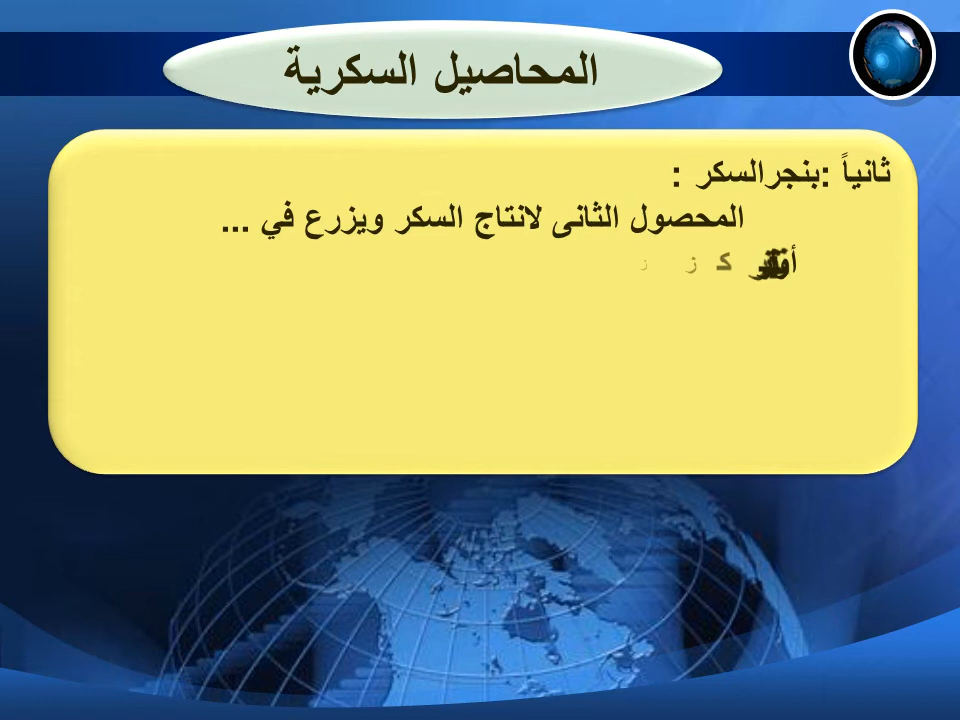 المحاصيل السكرية
ثانياً :بنجرالسكر :
المحصول الثانى لانتاج السكر ويزرع في ...